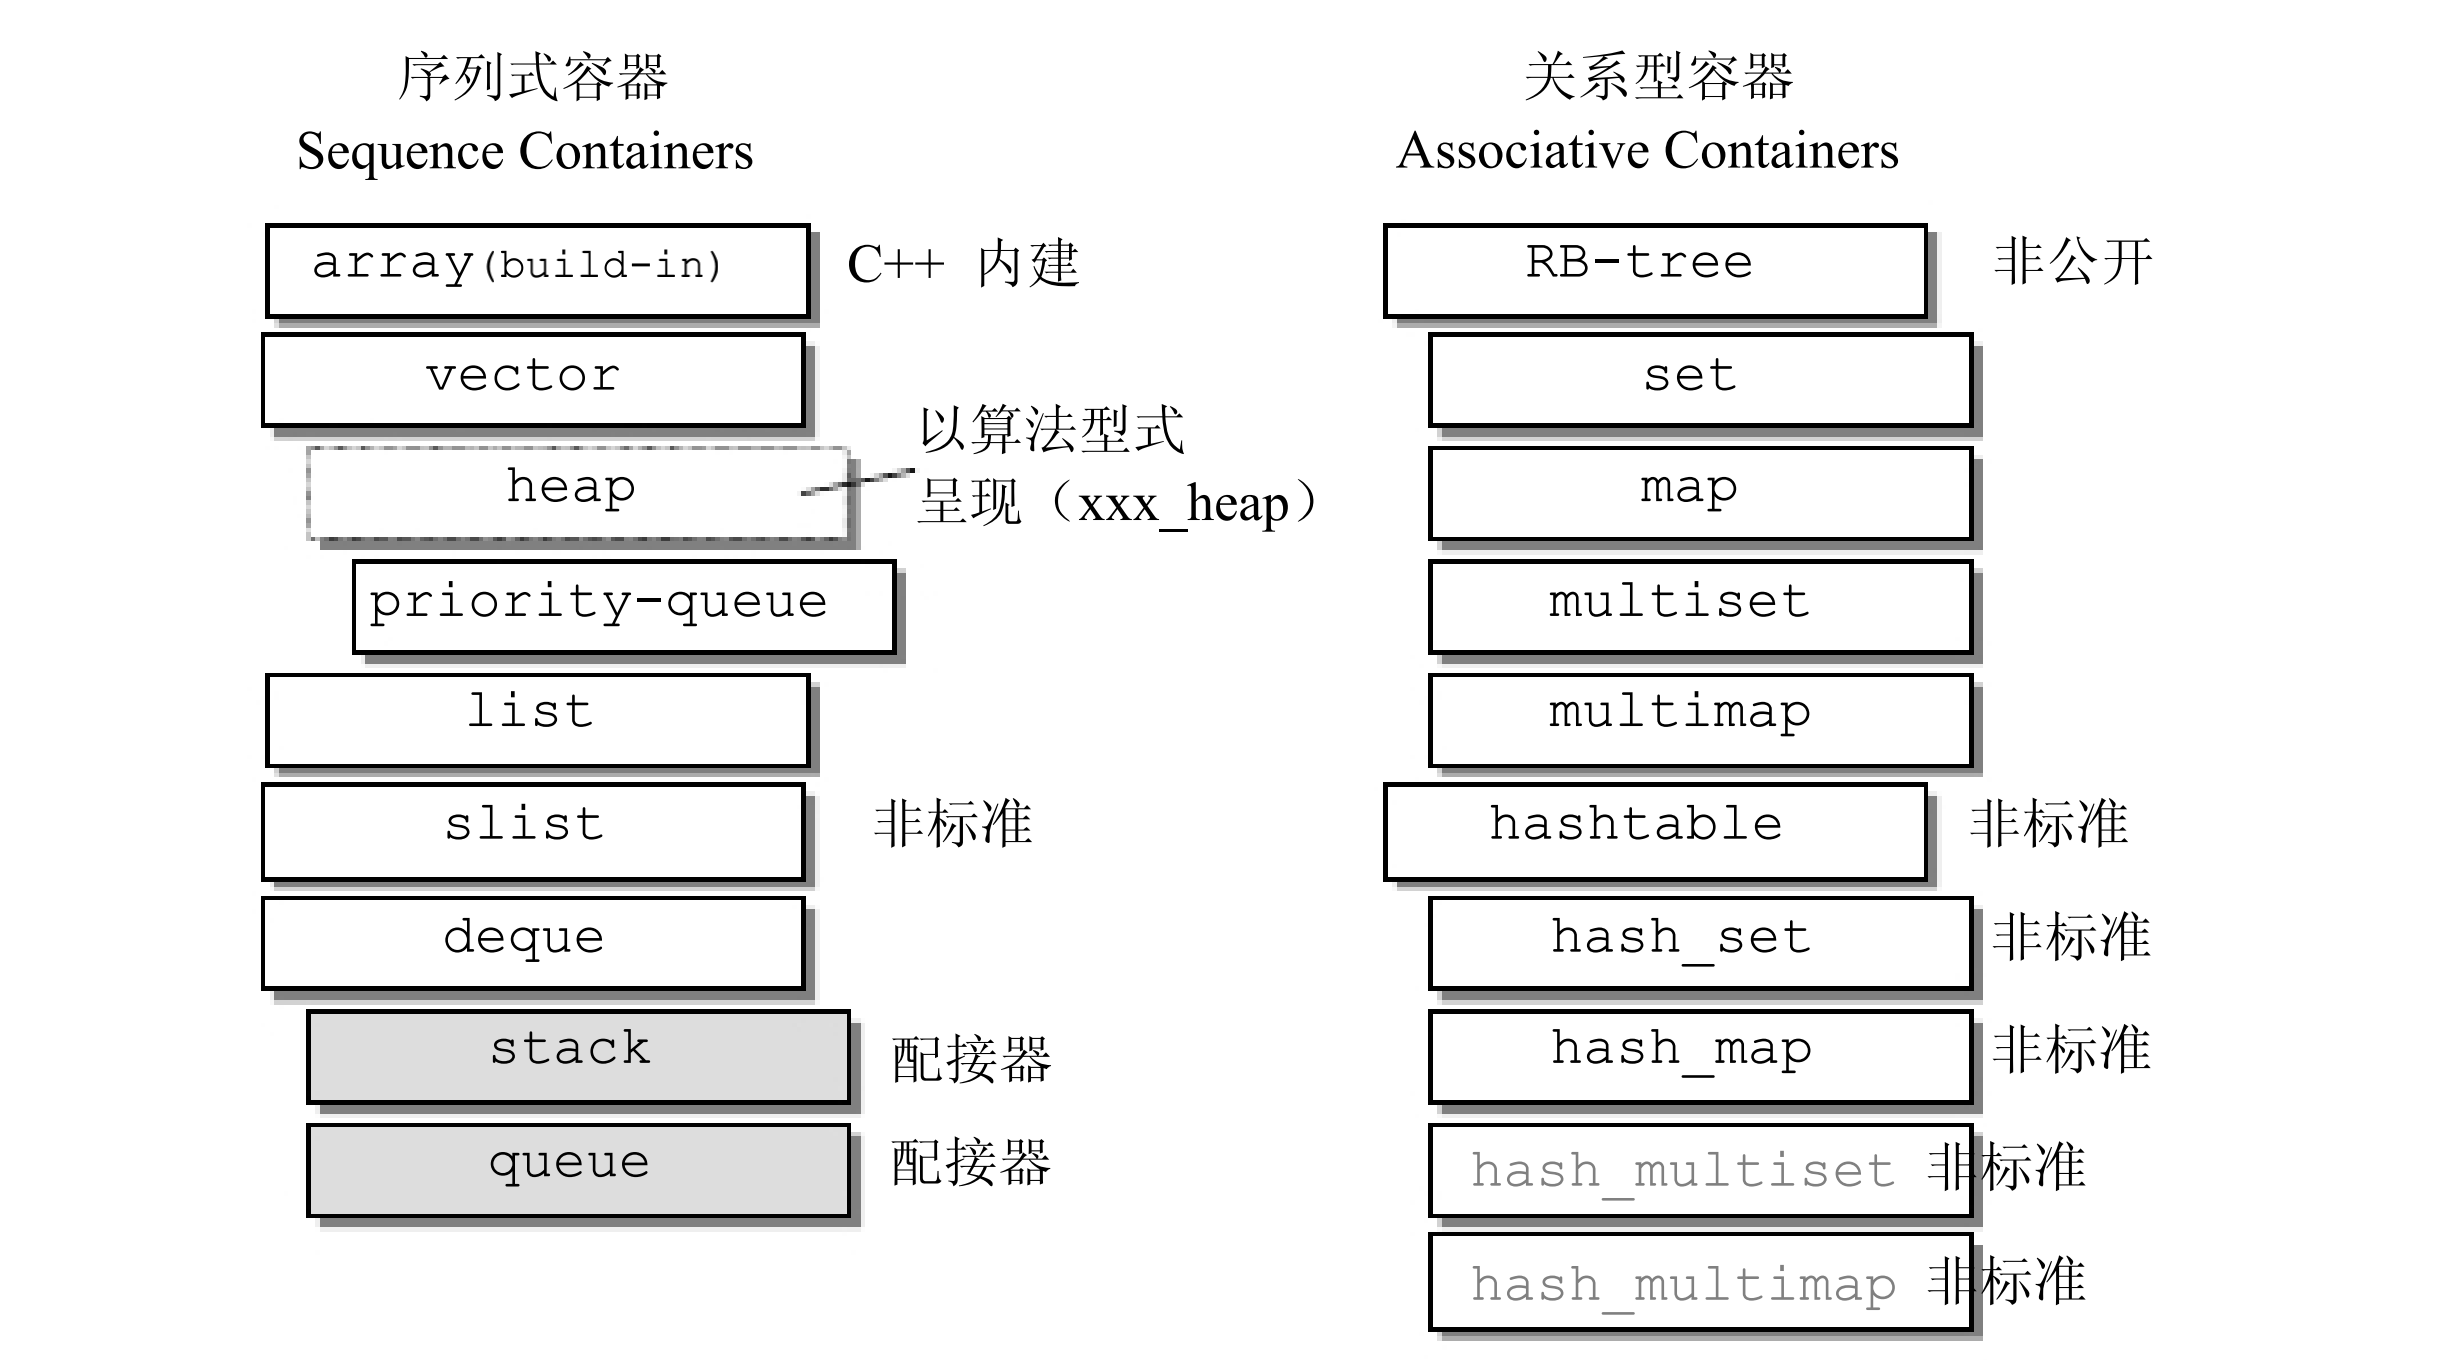 序列式容器
Sequence Containers
array(build-in)
C++ 内建
vector
heap
以算法型式
呈现（xxx_heap）
priority-queue
list
slist
非标准
deque
stack
配接器
queue
配接器
关系型容器
Associative Containers
RB-tree
非公开
set
map
multiset
multimap
hashtable
非标准
hash_set
非标准
hash_map
非标准
hash_multiset
非标准
hash_multimap
非标准